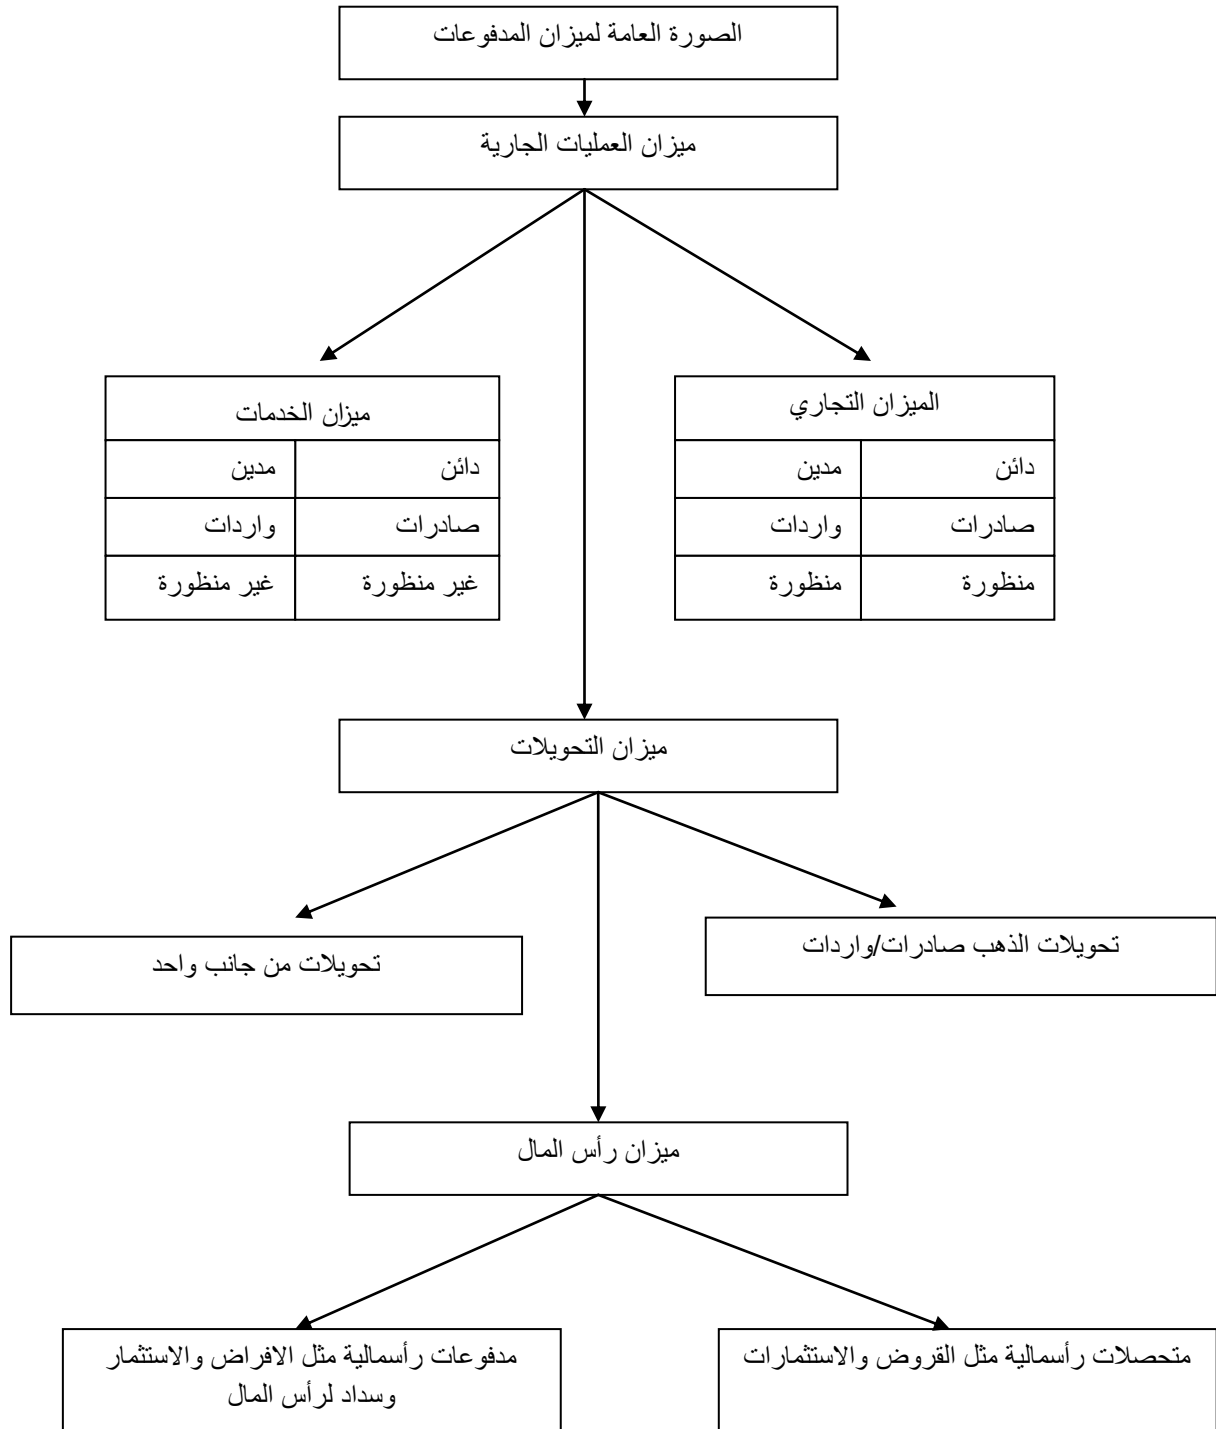 الصورة العامة لميزان المدفوعات
ميزان العمليات الجارية
الميزان التجاري
دائن مدين
صادرات واردات
منظورة منظورة
ميزان الخدمات
دائن مدين
صادرات واردات
غير منظورة غير منظورة
ميزان التحويلات
تحويلات الذهب صادرات/واردات
تحويلات من جانب واحد
ميزان رأس المال
متحصلات رأسمالية مثل القروض والاستثمارات
مدفوعات رأسمالية مثل الافراض والاستثمار
وسداد لرأس المال